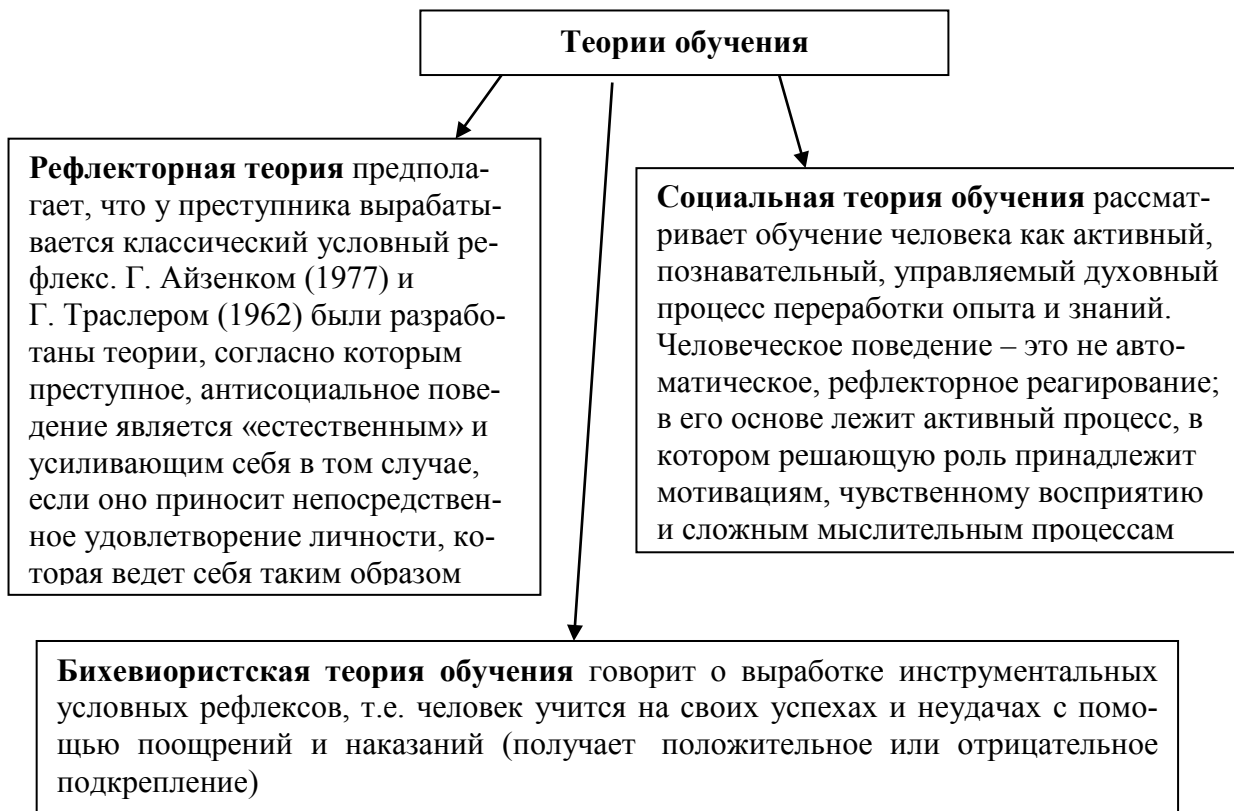 Теории обучения
Рефлекторная теория предпола-
гает, что у преступника вырабаты-
вается классический условный ре-
флекс. Г. Айзенком (1977) и
Г. Траслером (1962) были разрабо-
таны теории, согласно которым
преступное, антисоциальное пове-
дение является «естественным» и
усиливающим себя в том случае,
если оно приносит непосредствен-
ное удовлетворение личности, ко-
торая ведет себя таким образом
Социальная теория обучения рассмат-
ривает обучение человека как активный,
познавательный, управляемый духовный
процесс переработки опыта и знаний.
Человеческое поведение – это не авто-
матическое, рефлекторное реагирование;
в его основе лежит активный процесс, в
котором решающую роль принадлежит
мотивациям, чувственному восприятию
и сложным мыслительным процессам
Бихевиористская теория обучения говорит о выработке инструментальных
условных рефлексов, т.е. человек учится на своих успехах и неудачах с помо-
щью поощрений и наказаний (получает положительное или отрицательное
подкрепление)